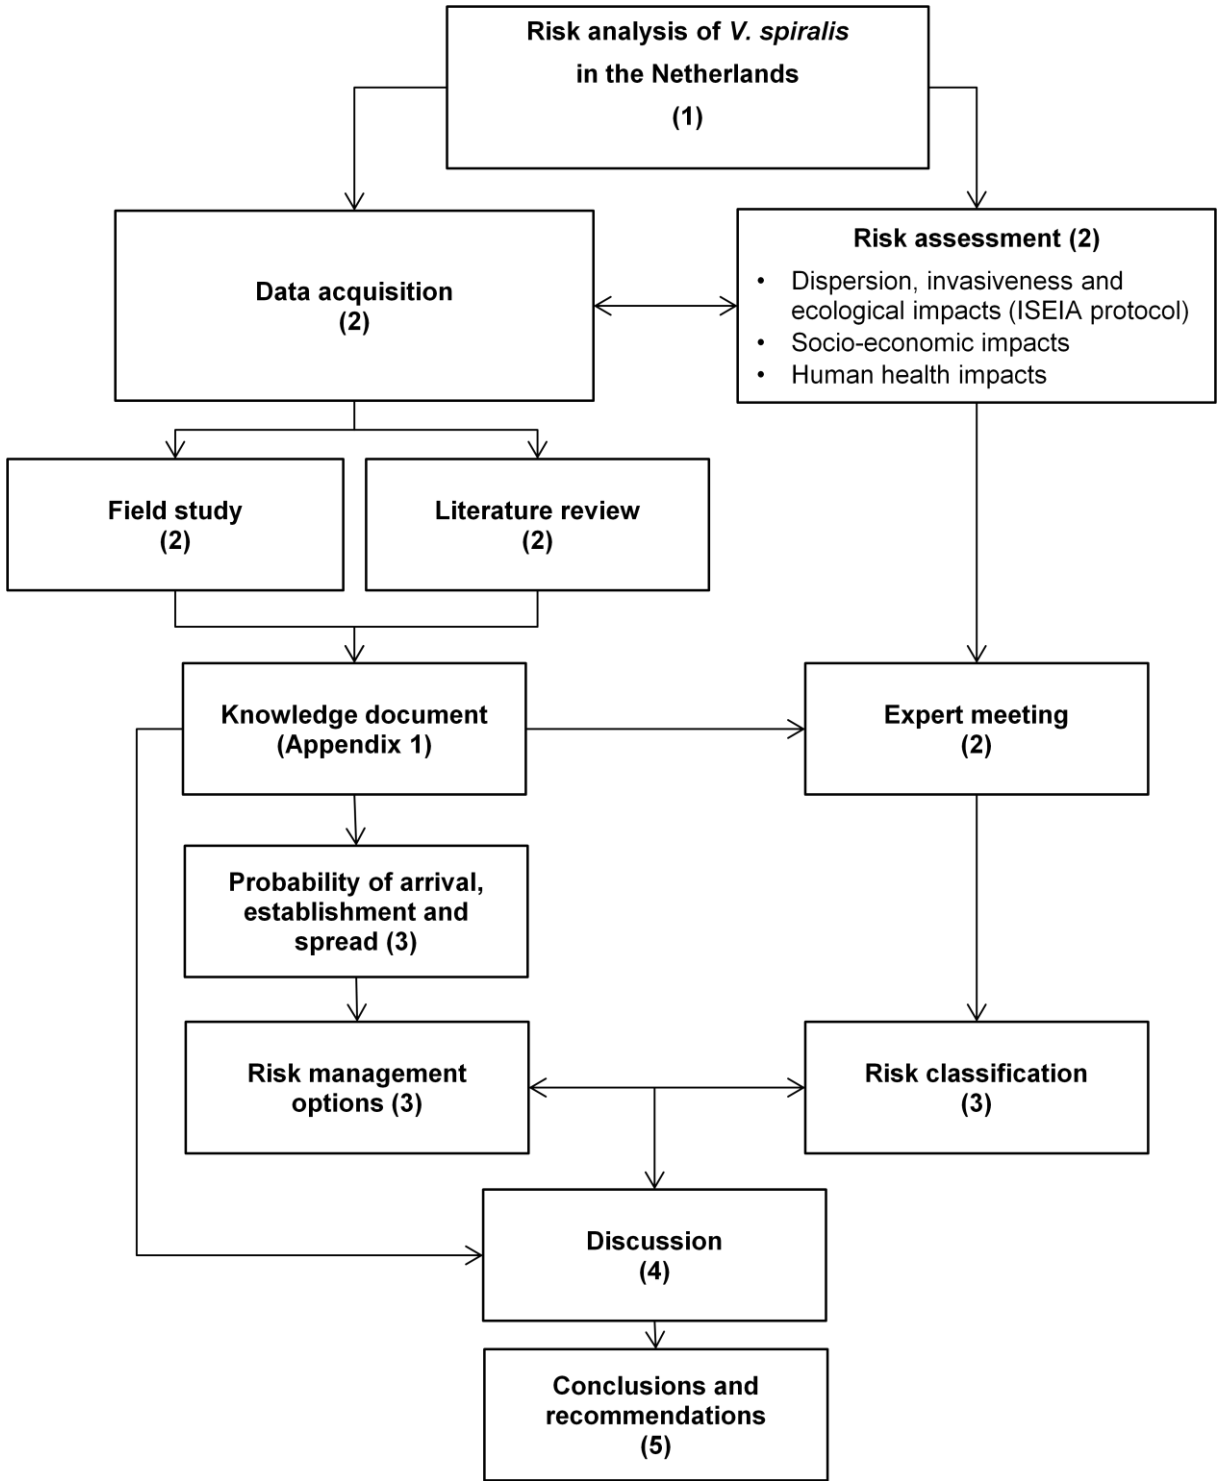 Risk analysis of V. spiralis
in the Netherlands
(1)
Data acquisition
(2)
Risk assessment (2)
• Dispersion, invasiveness and
ecological impacts (ISEIA protocol)
• Socio-economic impacts
• Human health impacts
Field study
(2)
Literature review
(2)
Knowledge document
(Appendix 1)
Expert meeting
(2)
Probability of arrival,
establishment and
spread (3)
Risk management
options (3)
Risk classification
(3)
Discussion
(4)
Conclusions and
recommendations
(5)